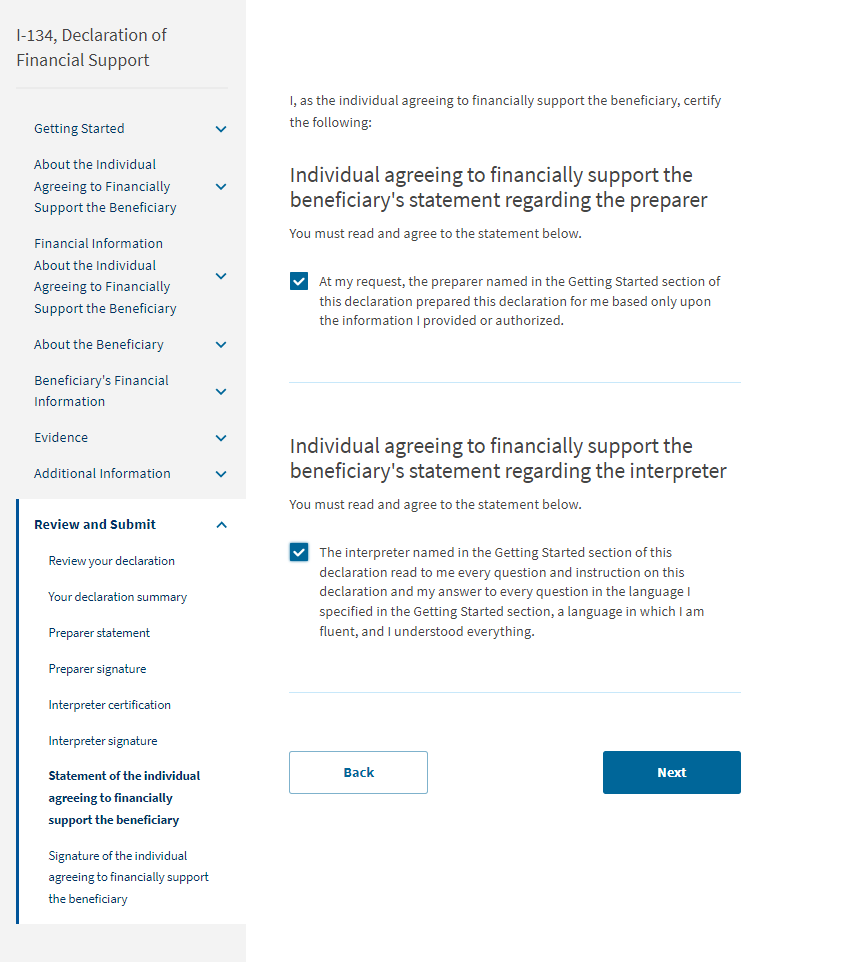 I-134, Declaration of
Financial Support
Getting Started
About the Individual
Agreeing to Financially
Support the Beneficiary
Financial Information
About the Individual
Agreeing to Financially
Support the Beneficiary
About the Beneficiary
Beneficiary's Financial
Information
Evidence
Additional Information
Review and Submit
Review your declaration
Your declaration summary
Preparer statement
Preparer signature
Interpreter certification
Interpreter signature
Statement of the individual
agreeing to financially
support the beneficiary
Signature of the individual
agreeing to financially support
the beneficiary
I, as the individual agreeing to financially support the beneficiary, certify
the following:
Individual agreeing to financially support the
beneficiary's statement regarding the preparer
You must read and agree to the statement below.
At my request, the preparer named in the Getting Started section of
this declaration prepared this declaration for me based only upon
the information I provided or authorized.
Individual agreeing to financially support the
beneficiary's statement regarding the interpreter
You must read and agree to the statement below.
The interpreter named in the Getting Started section of this
declaration read to me every question and instruction on this
declaration and my answer to every question in the language I
specified in the Getting Started section, a language in which I am
fluent, and I understood everything.
Back
Next